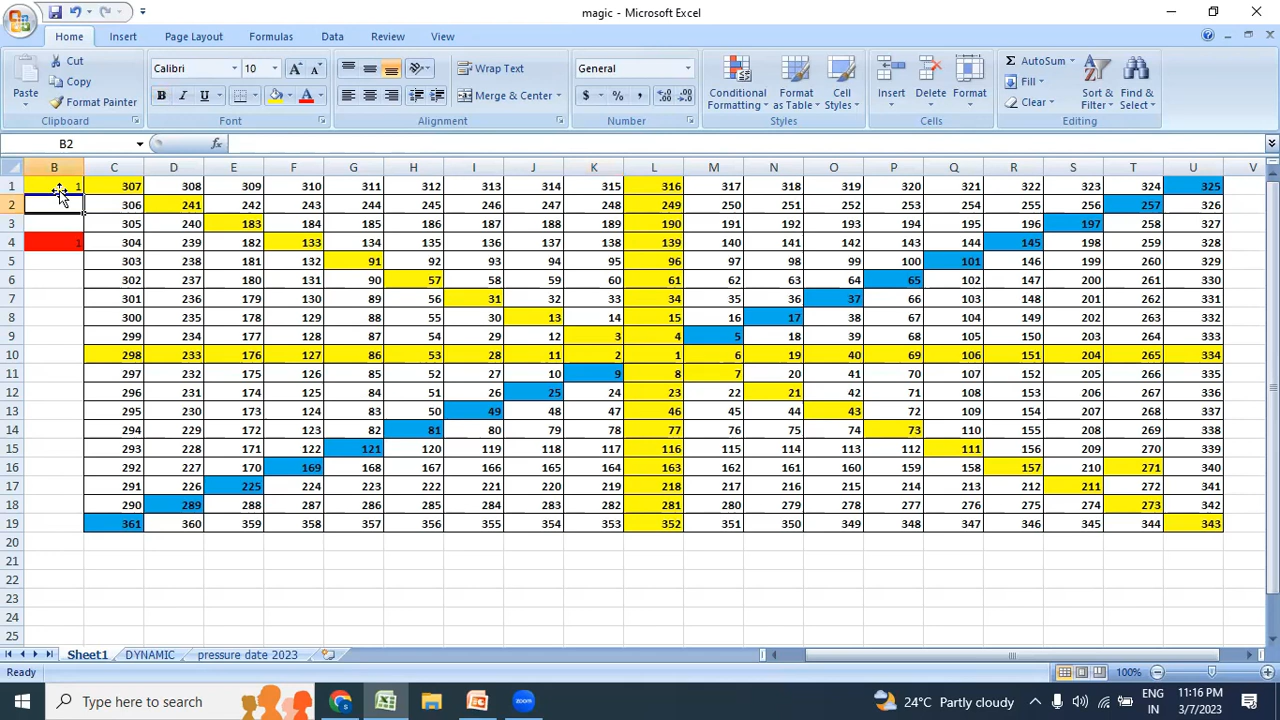 magic - Microsoft Excel
Home Insert Page Layout Formulas Data Review View
Cut
Copy
Format Painter
Paste
Clipboard
Calibri 10
B I U
Font
Wrap Text
Merge & Center
Alignment
General
$ % ,
Number
Conditional Formatting
Format as Table
Cell Styles
Styles
Insert Delete Format
Cells
AutoSum
Fill
Clear
Sort & Filter
Find & Select
Editing
B2 fx
B C D E F G H I J K L M N O P Q R S T U V
1 1 307 308 309 310 311 312 313 314 315 316 317 318 319 320 321 322 323 324 325
2 306 241 242 243 244 245 246 247 248 249 250 251 252 253 254 255 256 257 326
3 305 240 183 184 185 186 187 188 189 190 191 192 193 194 195 196 197 258 327
4 1 304 239 182 133 134 135 136 137 138 139 140 141 142 143 144 145 198 259 328
5 303 238 181 132 91 92 93 94 95 96 97 98 99 100 101 146 199 260 329
6 302 237 180 131 90 57 58 59 60 61 62 63 64 65 102 147 200 261 330
7 301 236 179 130 89 56 31 32 33 34 35 36 37 66 103 148 201 262 331
8 300 235 178 129 88 55 30 13 14 15 16 17 38 67 104 149 202 263 332
9 299 234 177 128 87 54 29 12 3 4 5 18 39 68 105 150 203 264 333
10 298 233 176 127 86 53 28 11 2 1 6 19 40 69 106 151 204 265 334
11 297 232 175 126 85 52 27 10 9 8 7 20 41 70 107 152 205 266 335
12 296 231 174 125 84 51 26 25 24 23 22 21 42 71 108 153 206 267 336
13 295 230 173 124 83 50 49 48 47 46 45 44 43 72 109 154 207 268 337
14 294 229 172 123 82 81 80 79 78 77 76 75 74 73 110 155 208 269 338
15 293 228 171 122 121 120 119 118 117 116 115 114 113 112 111 156 209 270 339
16 292 227 170 169 168 167 166 165 164 163 162 161 160 159 158 157 210 271 340
17 291 226 225 224 223 222 221 220 219 218 217 216 215 214 213 212 211 272 341
18 290 289 288 287 286 285 284 283 282 281 280 279 278 277 276 275 274 273 342
19 361 360 359 358 357 356 355 354 353 352 351 350 349 348 347 346 345 344 343
20
21
22
23
24
25
Sheet1 DYNAMIC pressure date 2023
Ready 100%
Type here to search
24°C Partly cloudy
ENG
IN
11:16 PM
3/7/2023